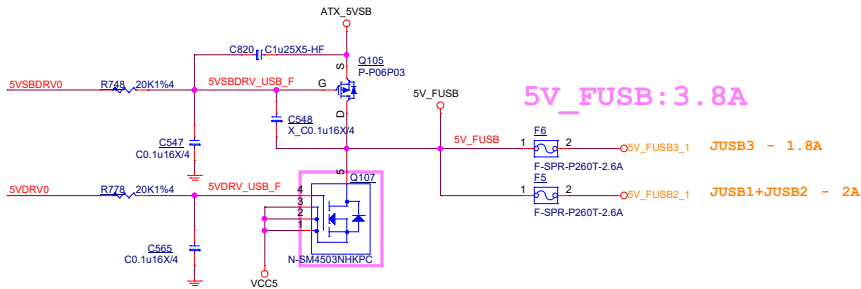 ATX_5VSB
C820 C1u25X5-HF
Q105
P-P06P03
S
G
D
5VSBDRV0
R748 20K1%4
5VSBDRV_USB_F
5V_FUSB
5V_FUSB:3.8A
C548
X_C0.1u16X/4
C547
C0.1u16X/4
5V_FUSB
F6
1 2
5V_FUSB3_1
JUSB3 - 1.8A
F-SPR-P260T-2.6A
5VDRV0
R778 20K1%4
5VDRV_USB_F
5
Q107
4
3
2
1
F5
1 2
5V_FUSB2_1
JUSB1+JUSB2 - 2A
F-SPR-P260T-2.6A
C565
C0.1u16X/4
N-SM4503NHKPC
VCC5